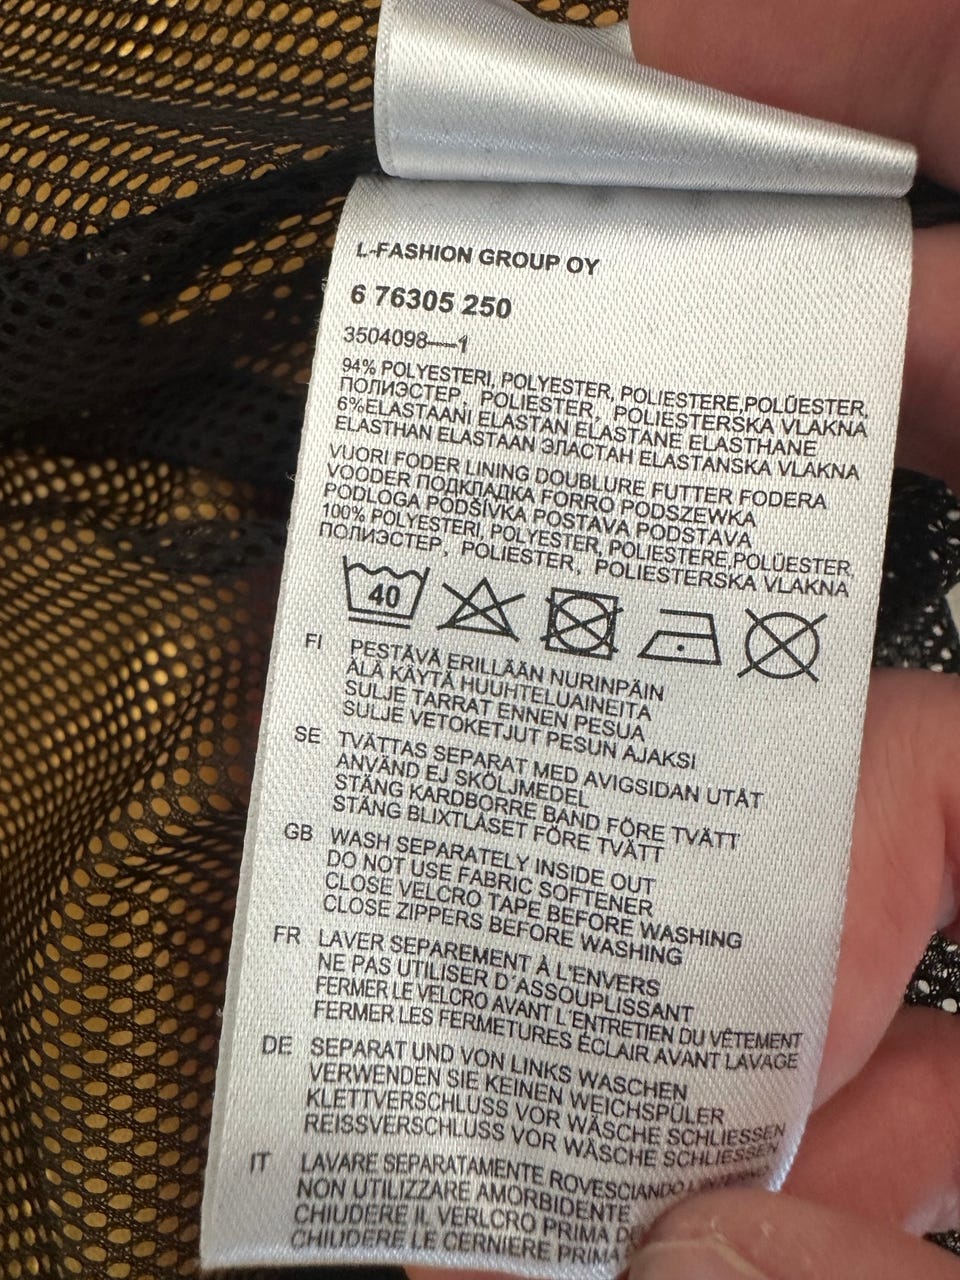 L-FASHION GROUP OY
6 76305 250
3504098-—1
94% POLYESTERI, POLYESTER, POLIESTERE,POLÜESTER,
ПОЛИЭСТЕР, POLIESTER, POLIESTERSKA VLAKNA
6%ELASTAANI ELASTAN ELASTANE ELASTHANE
ELASTHAN ELASTAAN ЭЛАСТАН ELASTANSKA VLAKNA
VUORI FODER LINING DOUBLURE FUTTER FODERA
VOODER ПОДКЛАДКА FORRO PODSZEWKA
PODLOGA PODŠÍVKA POSTAVA PODSTAVA
100% POLYESTERI, POLYESTER, POLIESTERE,POLÜESTER,
ПОЛИЭСТЕР, POLIESTER, POLIESTERSKA VLAKNA
40
FI PESTÄVÄ ERILLÄÄN NURINPÄIN
ÄLÄ KÄYTÄ HUUHTELUAINEITA
SULJE TARRAT ENNEN PESUA
SULJE VETOKETJUT PESUN AJAKSI
SE TVÄTTAS SEPARAT MED AVIGSIDAN UTÅT
ANVÄND EJ SKÖLJMEDEL
STÄNG KARDBORRE BAND FÖRE TVÄTT
STÄNG BLIXTLÅSET FÖRE TVÄTT
GB WASH SEPARATELY INSIDE OUT
DO NOT USE FABRIC SOFTENER
CLOSE VELCRO TAPE BEFORE WASHING
CLOSE ZIPPERS BEFORE WASHING
FR LAVER SEPAREMENT À L'ENVERS
NE PAS UTILISER D'ASSOUPLISSANT
FERMER LE VELCRO AVANT L'ENTRETIEN DU VÊTEMENT
FERMER LES FERMETURES ÉCLAIR AVANT LAVAGE
DE SEPARAT UND VON LINKS WASCHEN
VERWENDEN SIE KEINEN WEICHSPÜLER
KLETTVERSCHLUSS VOR WÄSCHE SCHLIESSEN
REISSVERSCHLUSS VOR WÄSCHE SCHLIESSEN
IT LAVARE SEPARATAMENTE ROVESCIANDO
NON UTILIZZARE AMORBIDENTE
CHIUDERE IL VERLCRO PRIMA
CHIUDERE LE CERNIERE PRIMA